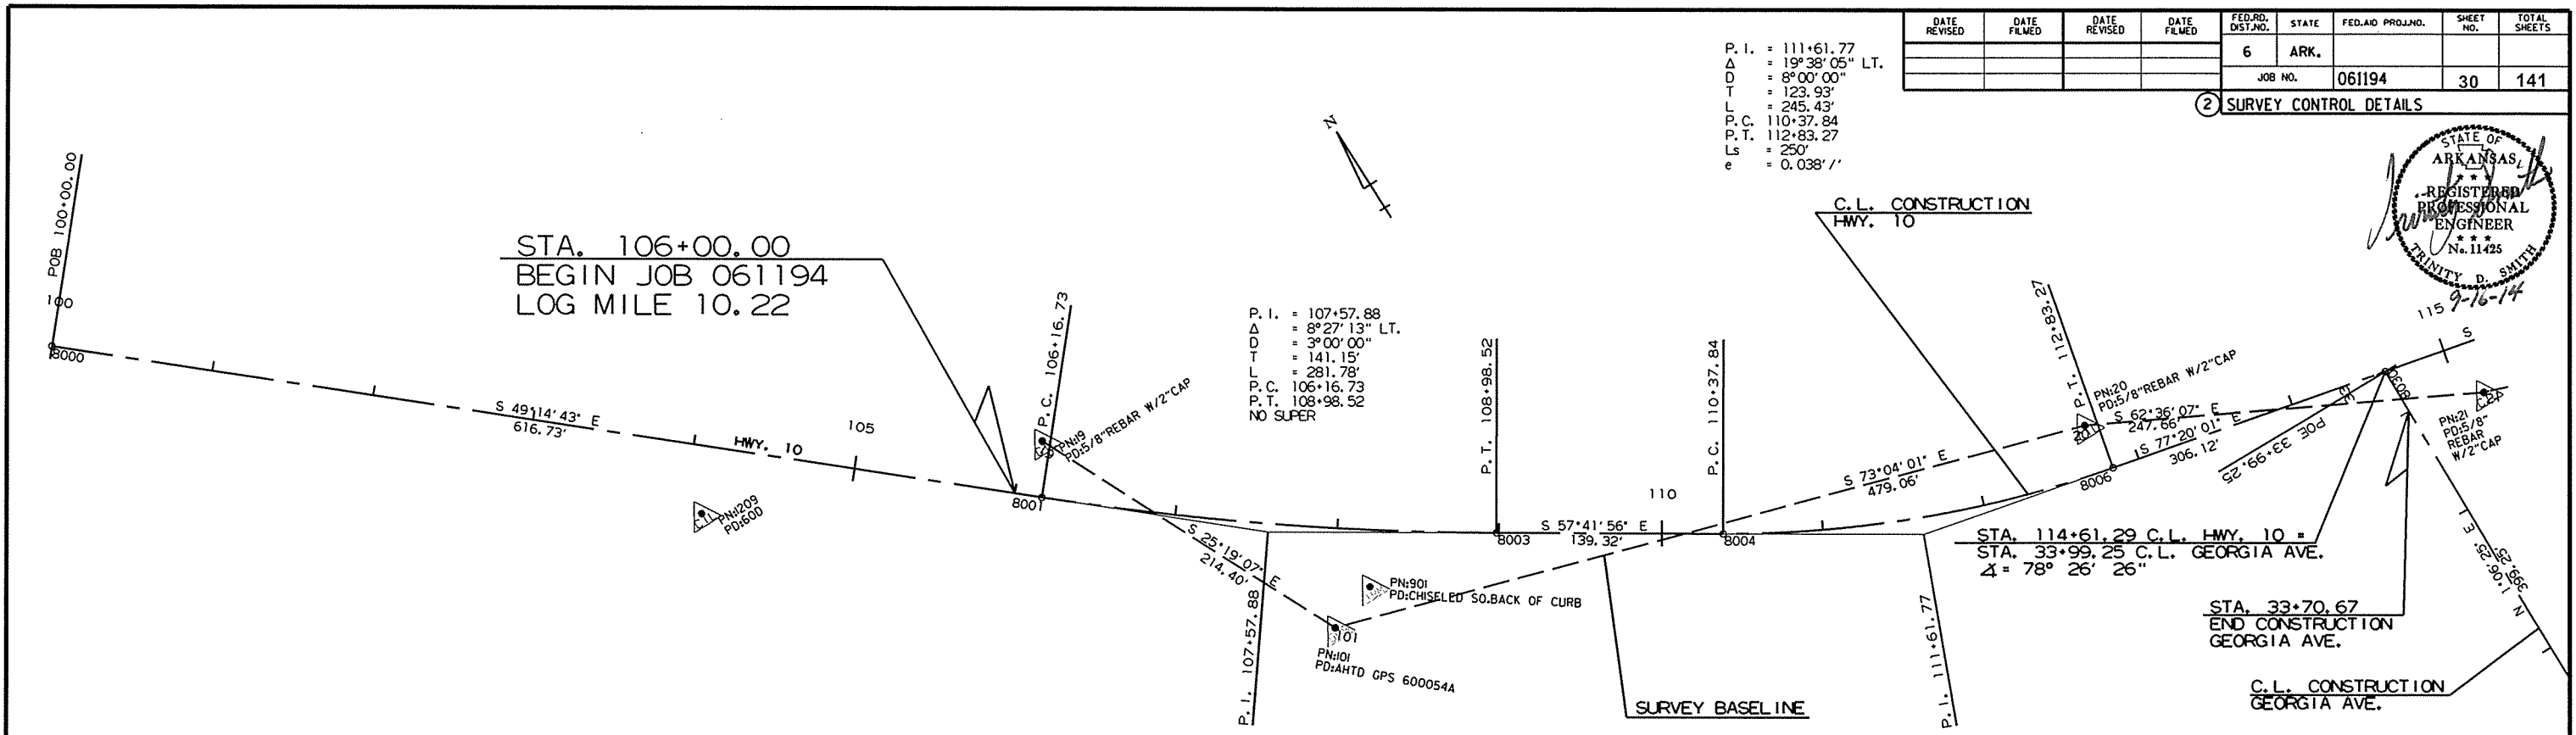 DATE REVISED
DATE FILMED
DATE REVISED
DATE FILMED
FED.RD. DIST.NO.
STATE
FED.AID PROJ.NO.
SHEET NO.
TOTAL SHEETS
6
ARK.
JOB NO.
061194
30
141
2
SURVEY CONTROL DETAILS
P.I. = 111+61.77
Δ = 19°38'05" LT.
D = 8°00'00"
T = 123.93'
L = 245.43'
P.C. 110+37.84
P.T. 112+83.27
Ls = 250'
e = 0.038'/'
STATE OF
ARKANSAS
★ ★ ★
REGISTERED
PROFESSIONAL
ENGINEER
★ ★ ★
No. 11425
TRINITY D. SMITH
9-16-14
N
C.L. CONSTRUCTION
HWY. 10
POB 100+00.00
100
8000
STA. 106+00.00
BEGIN JOB 061194
LOG MILE 10.22
P.C. 106+16.73
P.I. = 107+57.88
Δ = 8°27'13" LT.
D = 3°00'00"
T = 141.15'
L = 281.78'
P.C. 106+16.73
P.T. 108+98.52
NO SUPER
S 49°14'43" E
616.73'
HWY. 10
105
PN:19
PD:5/8"REBAR W/2"CAP
8001
PN:1209
PD:60D
S 25°19'07" E
214.40'
P.I. 107+57.88
P.T. 108+98.52
8003
S 57°41'56" E
139.32'
110
P.C. 110+37.84
8004
PN:901
PD:CHISELED SQ.BACK OF CURB
101
PN:101
PD:AHTD GPS 600054A
SURVEY BASELINE
S 73°04'01" E
479.06'
P.T. 112+83.27
20
PN:20
PD:5/8"REBAR W/2"CAP
S 62°36'07" E
247.66'
S 77°20'01" E
306.12'
8006
P.I. 111+61.77
POE 33+99.25
8030
115
S
PN:21
PD:5/8"
REBAR
W/2"CAP
STA. 114+61.29 C.L. HWY. 10 =
STA. 33+99.25 C.L. GEORGIA AVE.
∡ = 78° 26' 26"
N 1°06'25" E
399.25'
STA. 33+70.67
END CONSTRUCTION
GEORGIA AVE.
C.L. CONSTRUCTION
GEORGIA AVE.